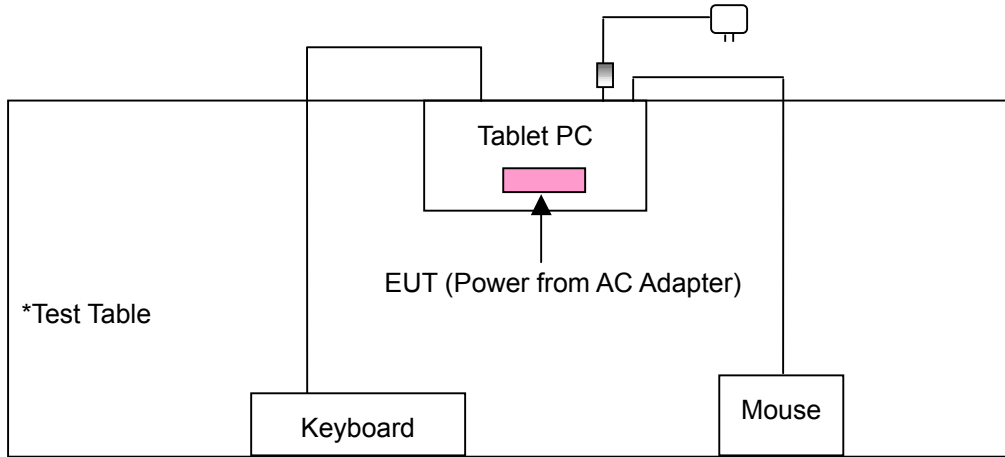 Tablet PC
EUT (Power from AC Adapter)
*Test Table
Keyboard
Mouse